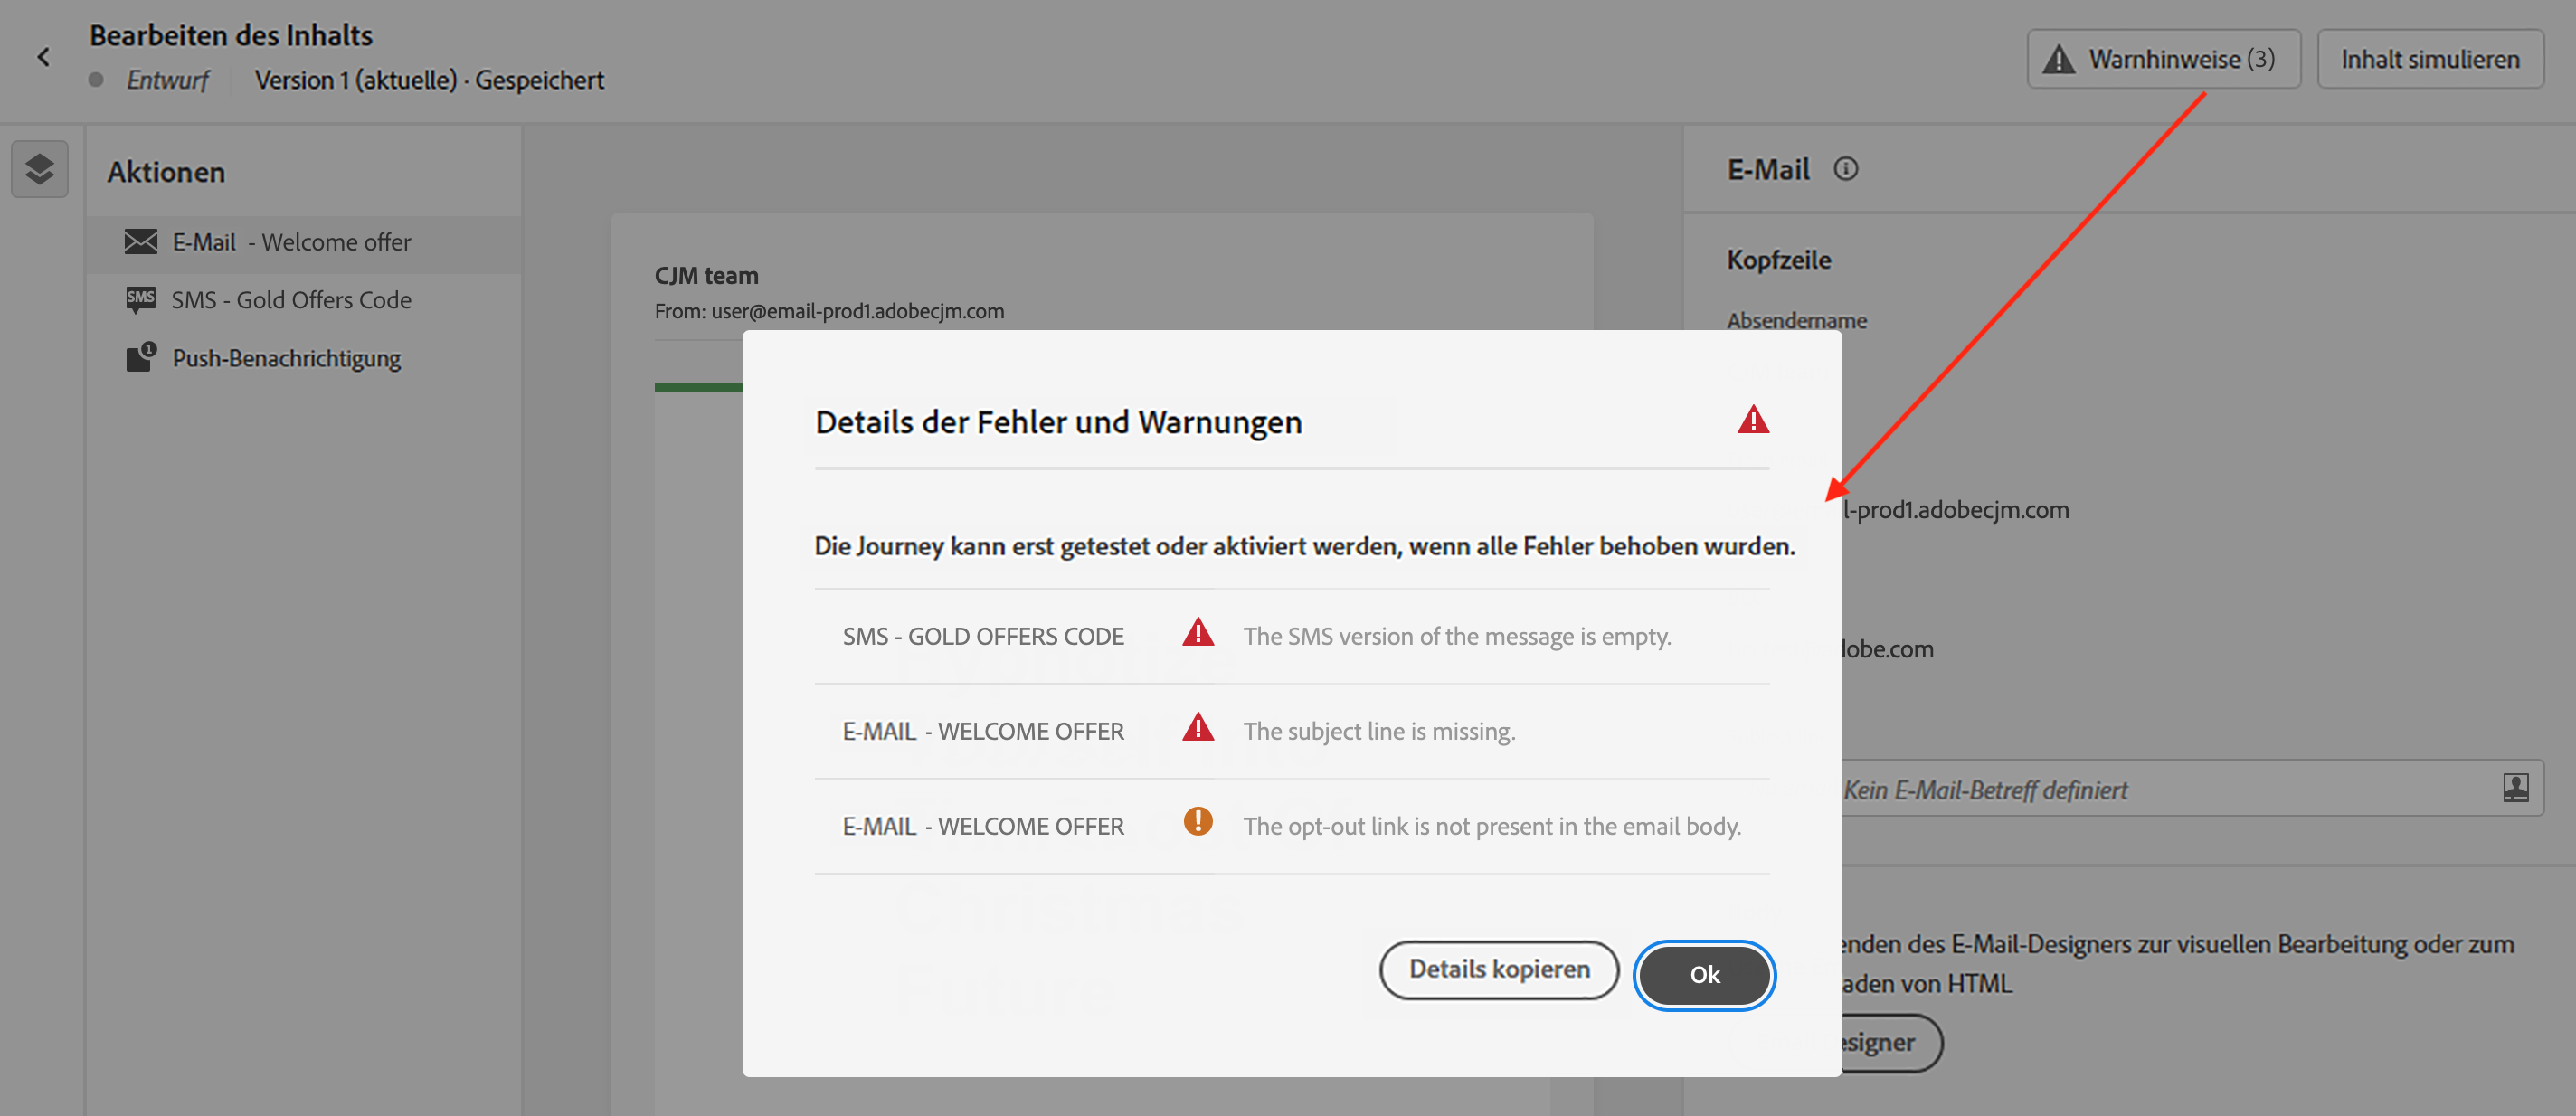 Bearbeiten des Inhalts
Entwurf Version 1 (aktuelle) · Gespeichert
Warnhinweise (3)
Inhalt simulieren
Aktionen
E-Mail - Welcome offer
SMS SMS - Gold Offers Code
1 Push-Benachrichtigung
CJM team
From: user@email-prod1.adobecjm.com
E-Mail
Kopfzeile
Absendername
l-prod1.adobecjm.com
lobe.com
Kein E-Mail-Betreff definiert
enden des E-Mail-Designers zur visuellen Bearbeitung oder zum
aden von HTML
esigner
Details der Fehler und Warnungen
Die Journey kann erst getestet oder aktiviert werden, wenn alle Fehler behoben wurden.
SMS - GOLD OFFERS CODE The SMS version of the message is empty.
E-MAIL - WELCOME OFFER The subject line is missing.
E-MAIL - WELCOME OFFER The opt-out link is not present in the email body.
Details kopieren
Ok